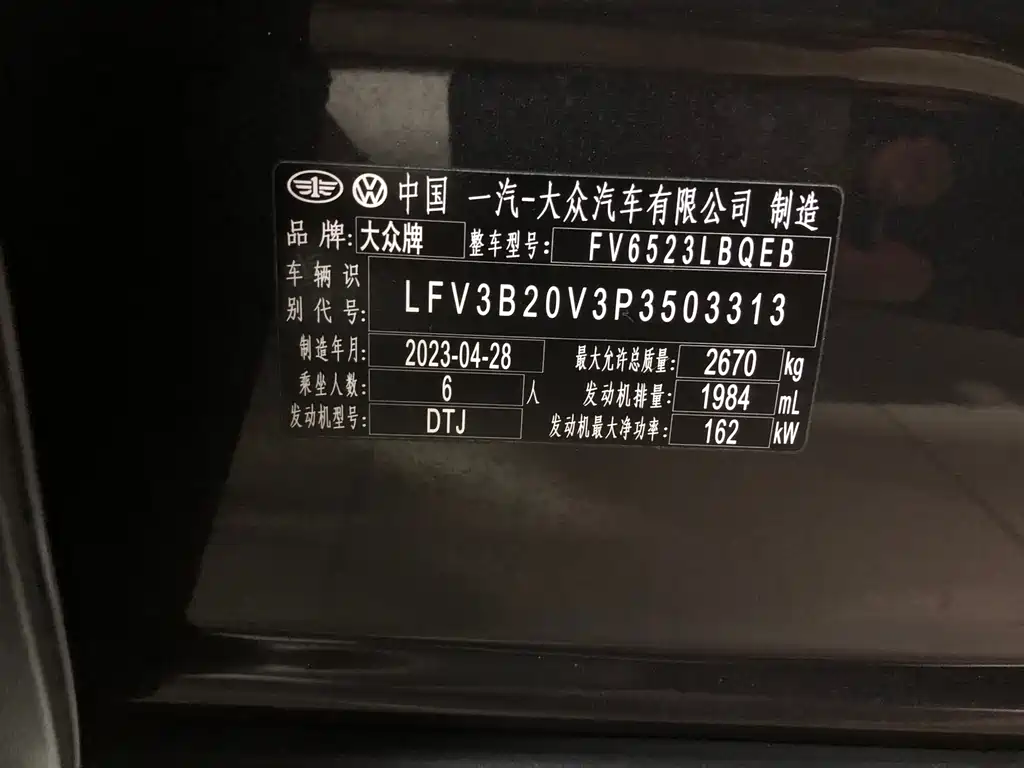 中国 一汽-大众汽车有限公司 制造
品牌: 大众牌 整车型号: FV6523LBQEB
车辆识别代号: LFV3B20V3P3503313
制造年月: 2023-04-28 最大允许总质量: 2670 kg
乘坐人数: 6 人 发动机排量: 1984 mL
发动机型号: DTJ 发动机最大净功率: 162 kW